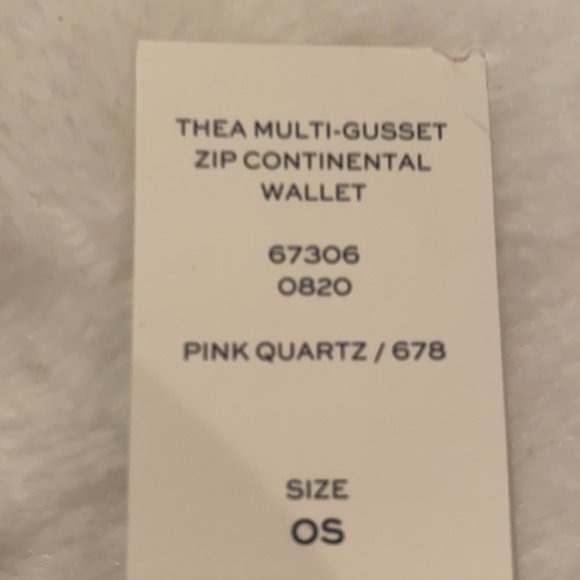 THEA MULTI-GUSSET
ZIP CONTINENTAL
WALLET
67306
0820
PINK QUARTZ / 678
SIZE
OS